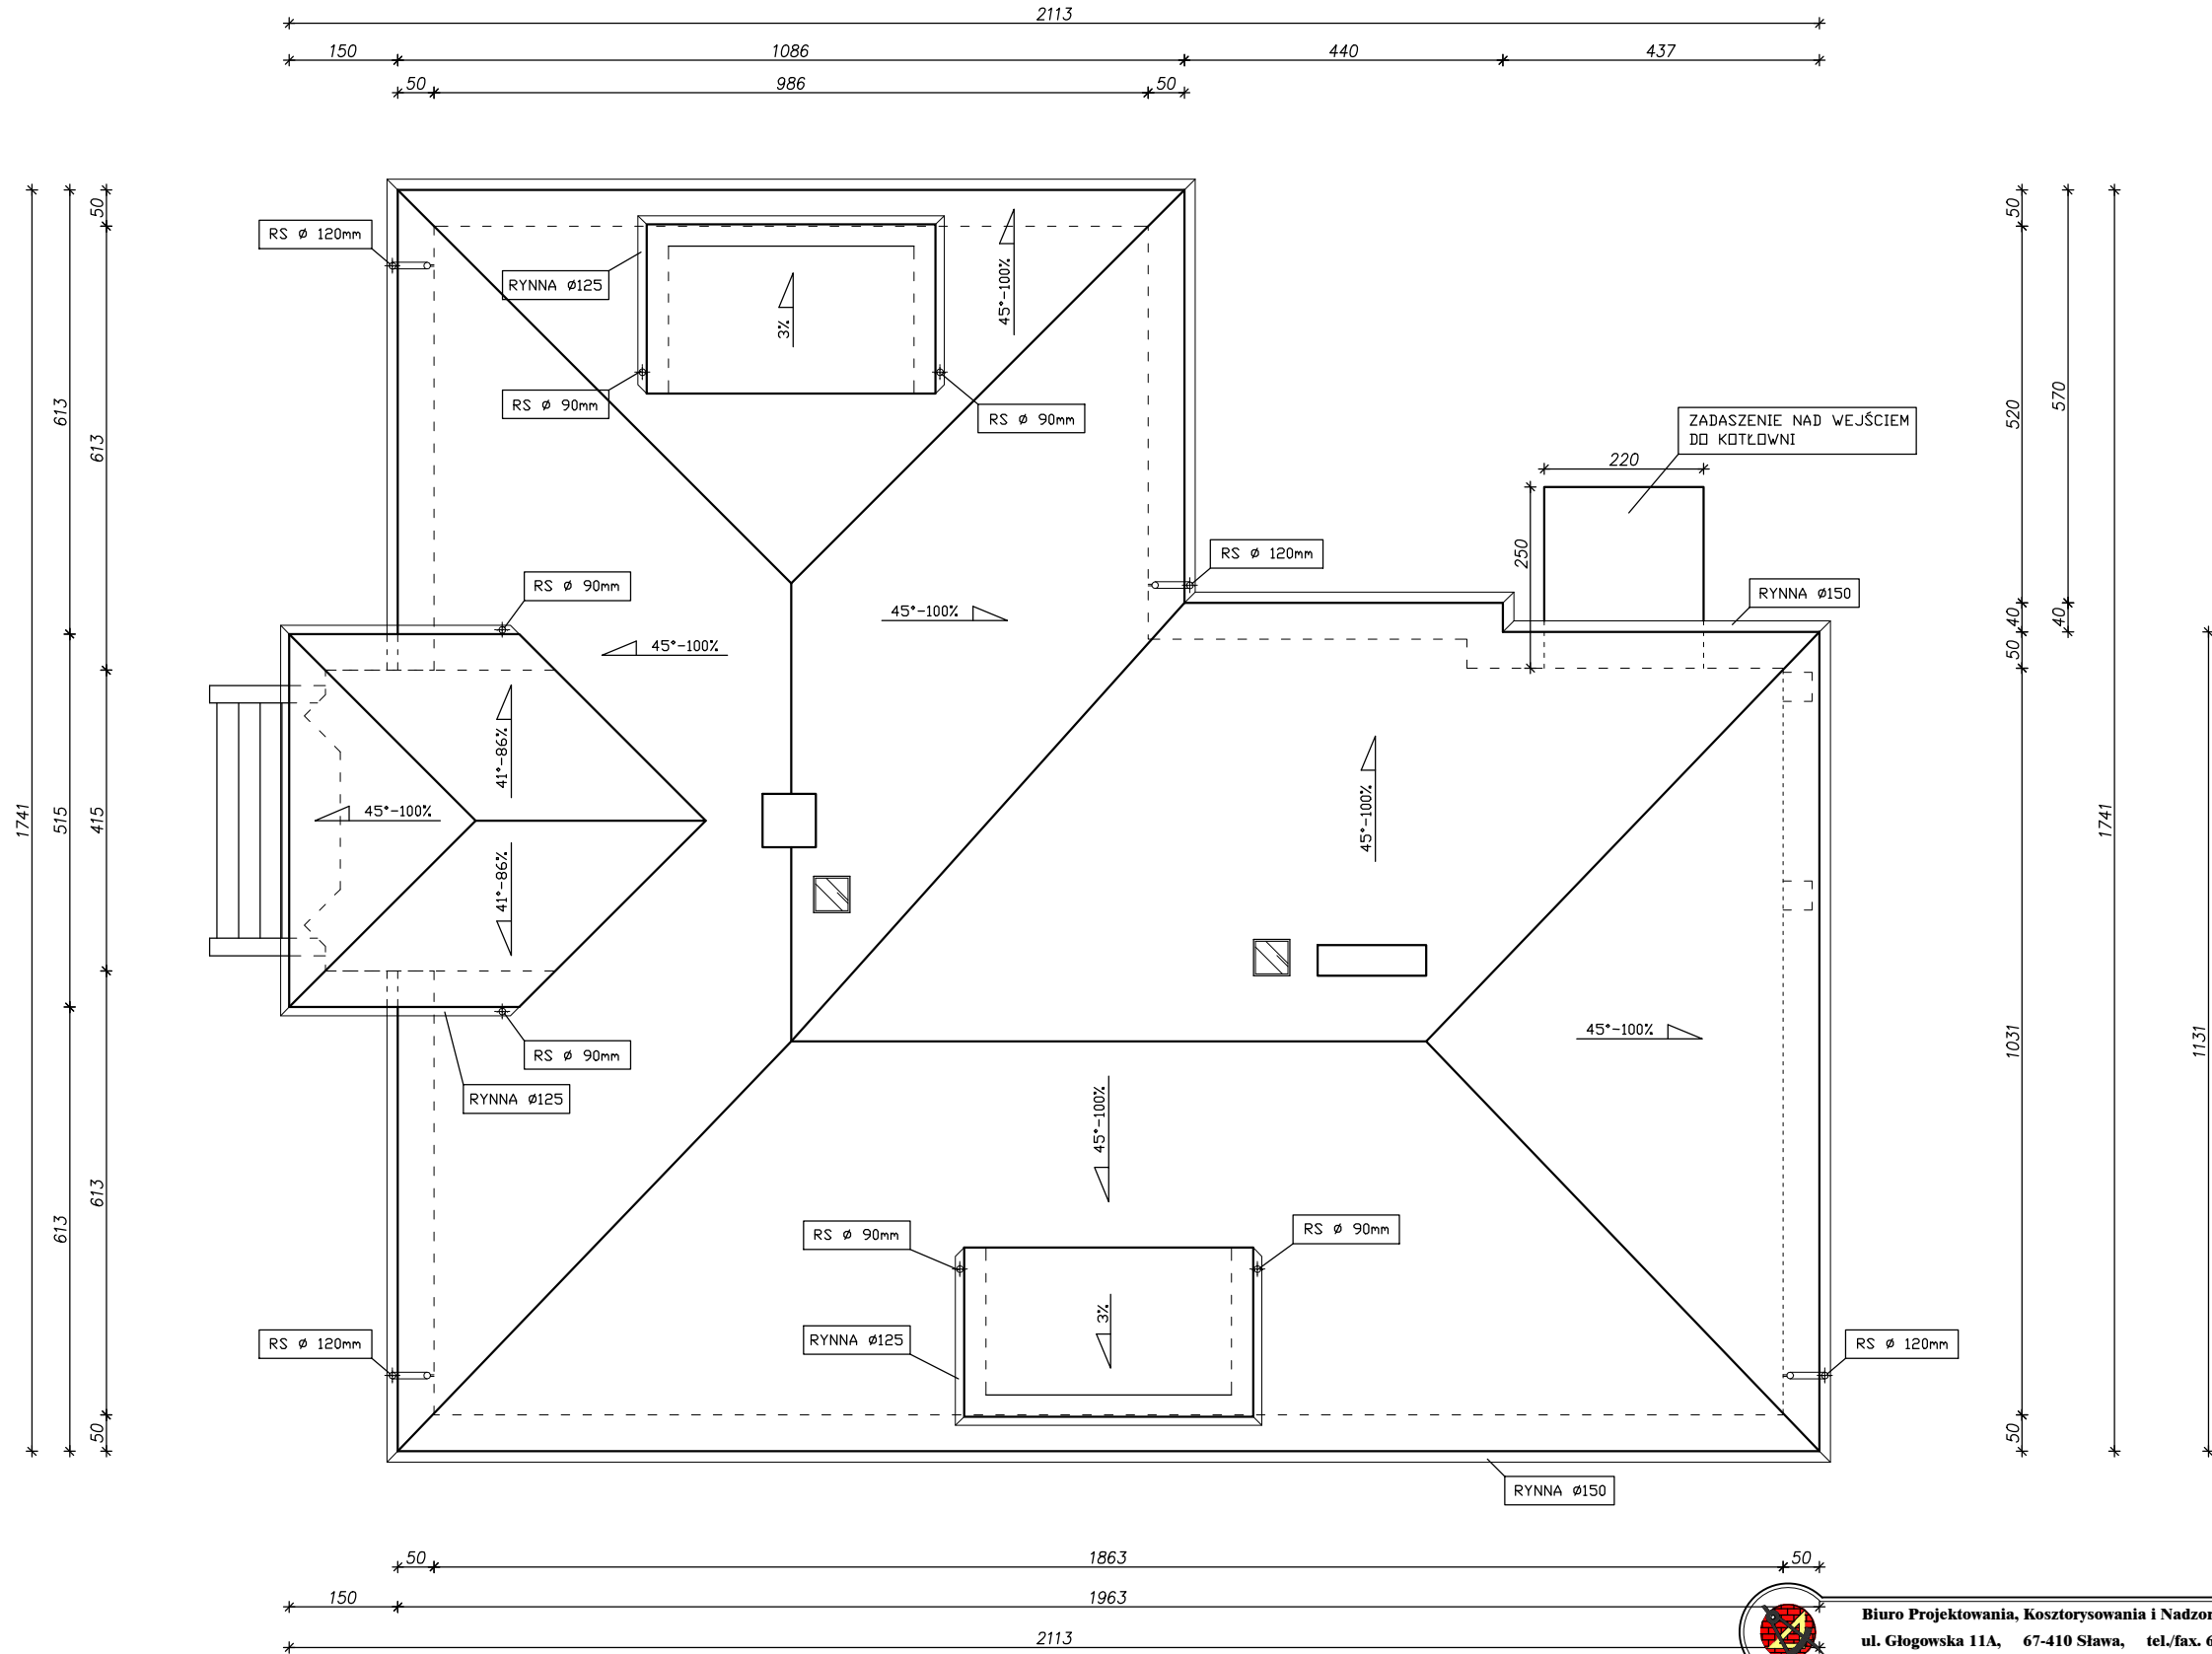 2113
150 1086 440 437
50 986 50
RS ø 120mm
RYNNA ø125
3%
45°-100%
RS ø 90mm
RS ø 90mm
ZADASZENIE NAD WEJŚCIEM
DO KOTŁOWNI
220
250
RS ø 120mm
RYNNA ø150
RS ø 90mm
45°-100%
45°-100%
41°-86%
45°-100%
41°-86%
45°-100%
45°-100%
RS ø 90mm
RYNNA ø125
45°-100%
RS ø 90mm
RS ø 90mm
3%
RYNNA ø125
RS ø 120mm
RS ø 120mm
RYNNA ø150
1741
613
515
613
50
613
415
613
50
50
520
40
50
1031
50
570
40
1741
1131
50 1863 50
150 1963
2113
Biuro Projektowania, Kosztorysowania i Nadzor
ul. Głogowska 11A, 67-410 Sława, tel./fax. 6